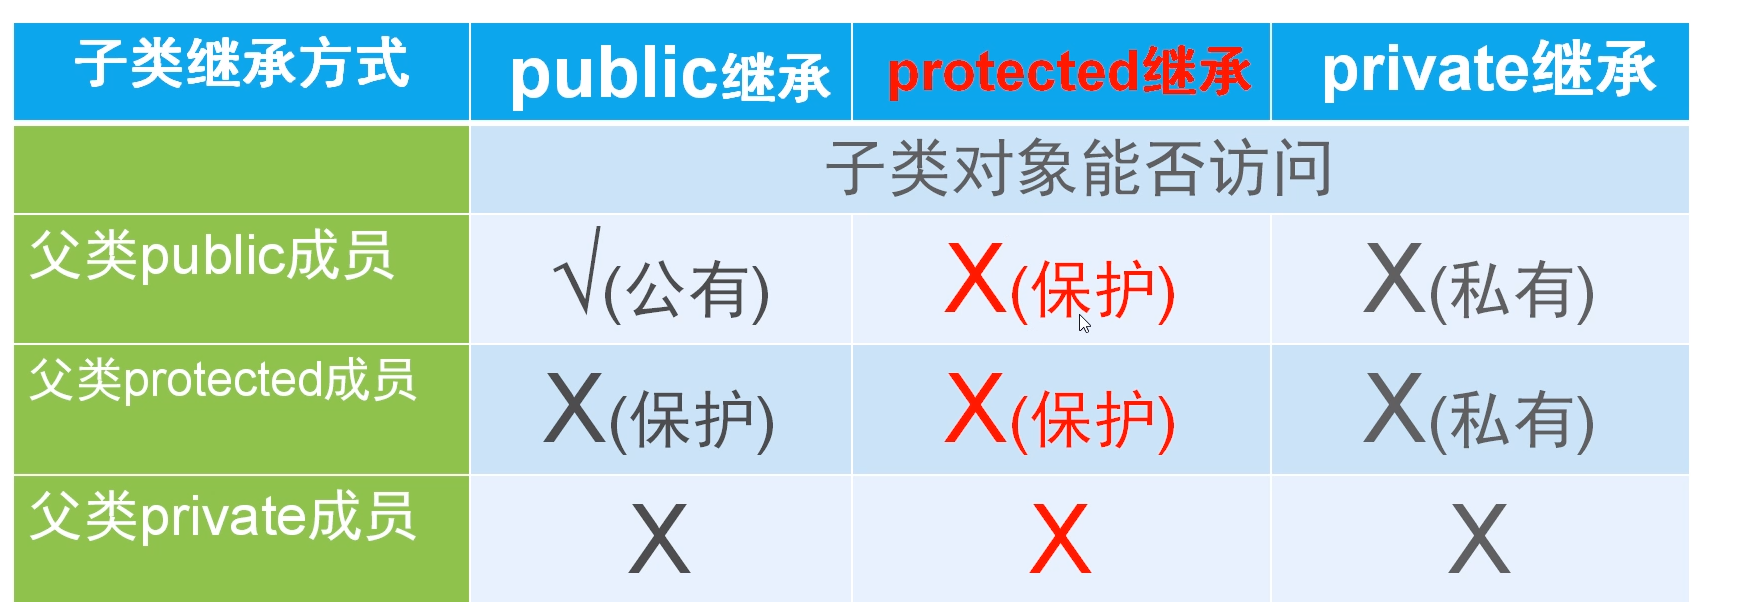 子类继承方式 public继承 protected继承 private继承
子类对象能否访问
父类public成员 √(公有) X(保护) X(私有)
父类protected成员 X(保护) X(保护) X(私有)
父类private成员 X X X